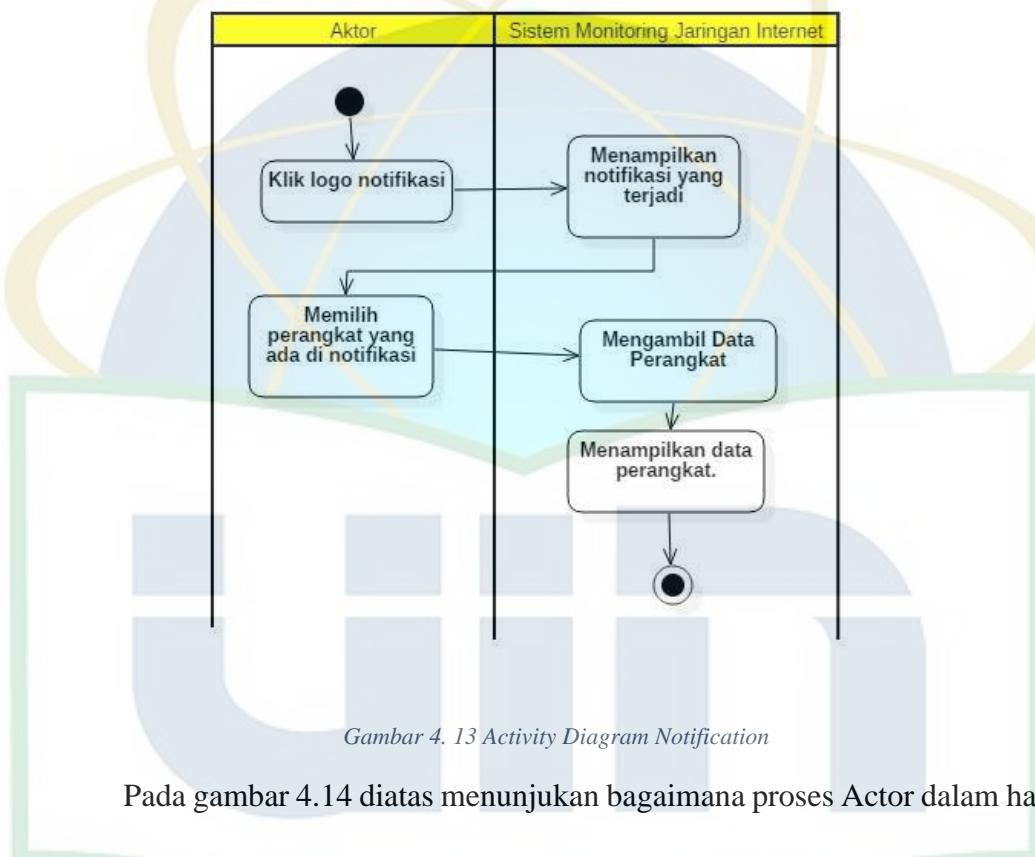 Aktor
Sistem Monitoring Jaringan Internet
Klik logo notifikasi
Menampilkan
notifikasi yang
terjadi
Memilih
perangkat yang
ada di notifikasi
Mengambil Data
Perangkat
Menampilkan data
perangkat.
uin
Gambar 4. 13 Activity Diagram Notification
Pada gambar 4.14 diatas menunjukan bagaimana proses Actor dalam ha